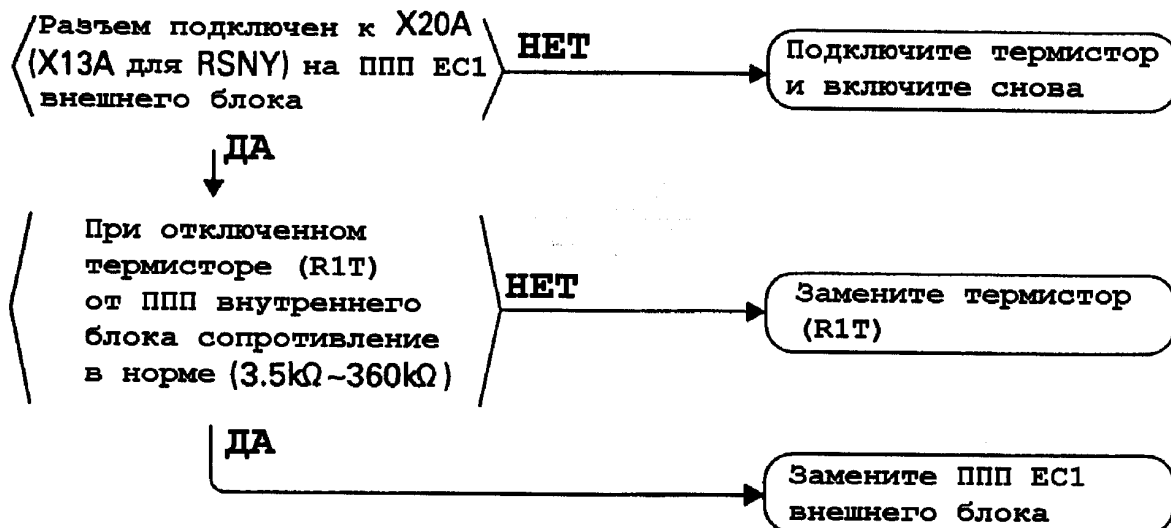 Разъем подключен к X20A
(X13A для RSNY) на ППП EC1
внешнего блока
НЕТ
Подключите термистор
и включите снова
ДА
При отключенном
термисторе (R1T)
от ППП внутреннего
блока сопротивление
в норме (3.5kΩ~360kΩ)
НЕТ
Замените термистор
(R1T)
ДА
Замените ППП EC1
внешнего блока